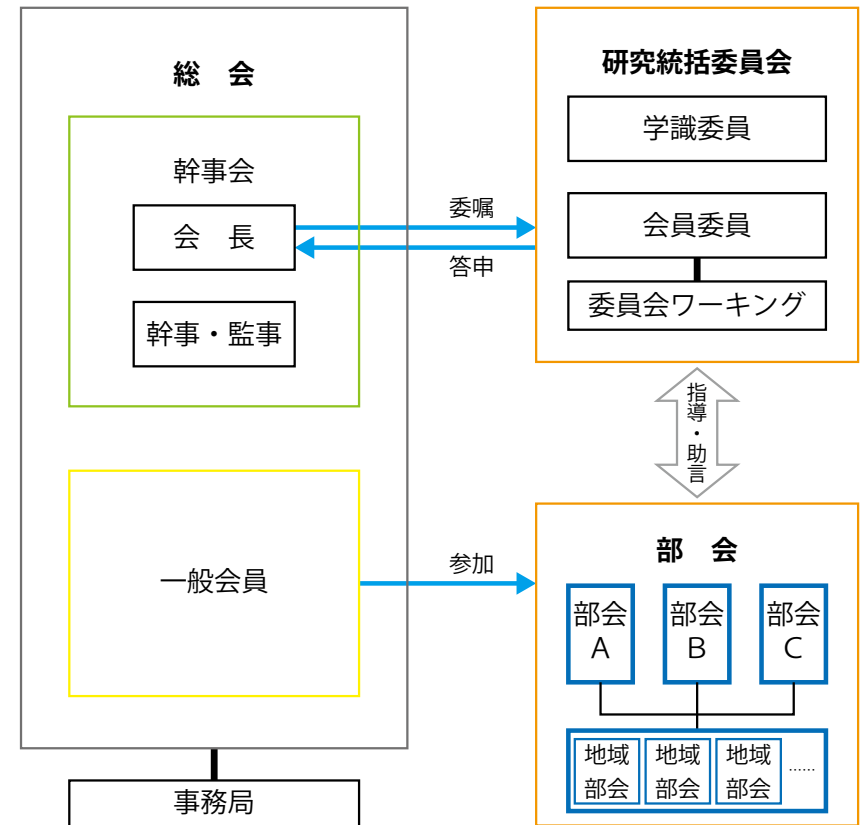 総　会
幹事会
会　長
幹事・監事
一般会員
事務局
委嘱
答申
参加
研究統括委員会
学識委員
会員委員
委員会ワーキング
指導・助言
部　会
部会
A
部会
B
部会
C
地域
部会
地域
部会
地域
部会
……